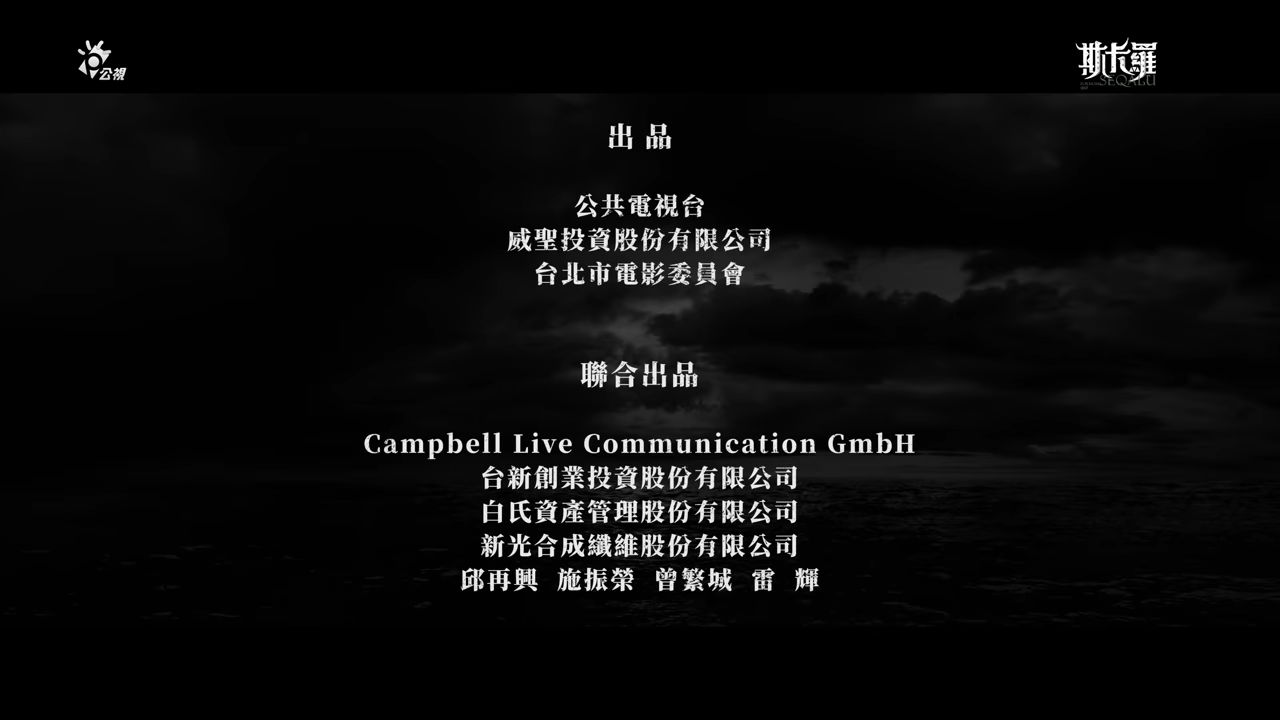 公視
斯卡羅
SEQALU
出品
公共電視台
威聖投資股份有限公司
台北市電影委員會
聯合出品
Campbell Live Communication GmbH
台新創業投資股份有限公司
白氏資產管理股份有限公司
新光合成纖維股份有限公司
邱再興 施振榮 曾繁城 雷 輝